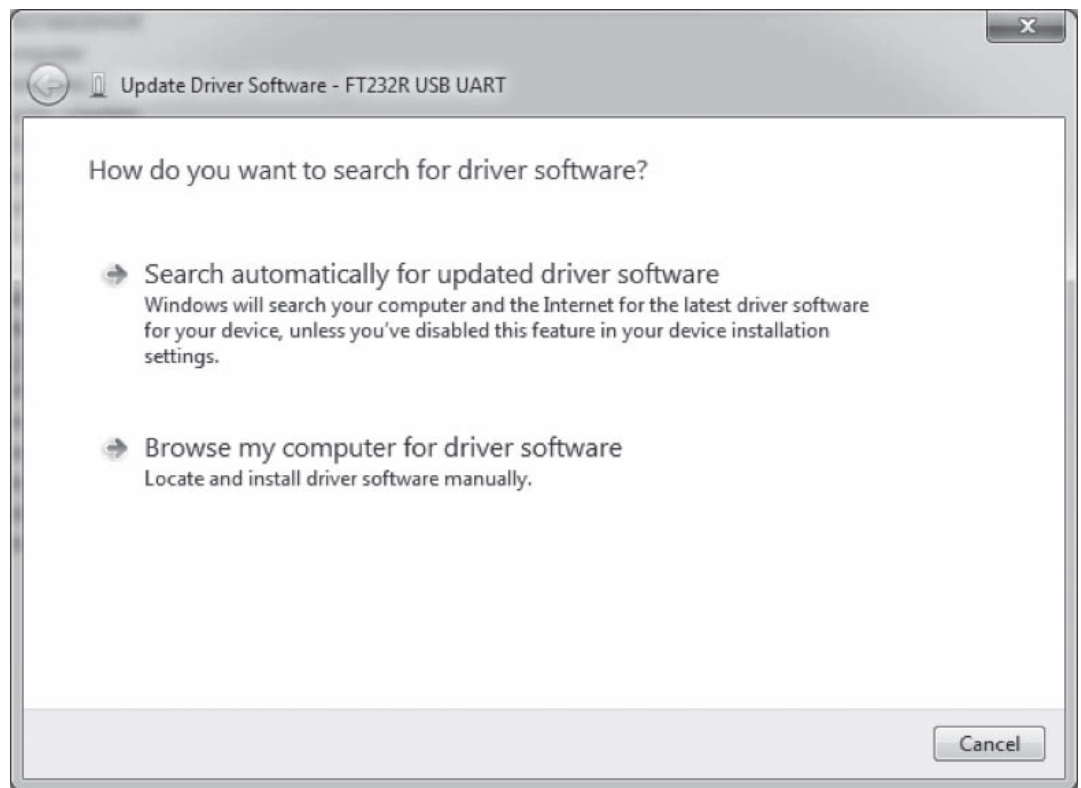 Update Driver Software - FT232R USB UART
How do you want to search for driver software?
Search automatically for updated driver software
Windows will search your computer and the Internet for the latest driver software
for your device, unless you've disabled this feature in your device installation
settings.
Browse my computer for driver software
Locate and install driver software manually.
Cancel